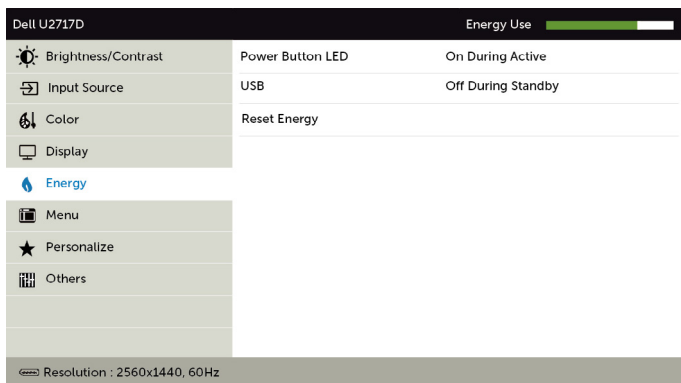 Dell U2717D Energy Use
Brightness/Contrast Power Button LED On During Active
Input Source USB Off During Standby
Color Reset Energy
Display
Energy
Menu
Personalize
Others
Resolution : 2560x1440, 60Hz